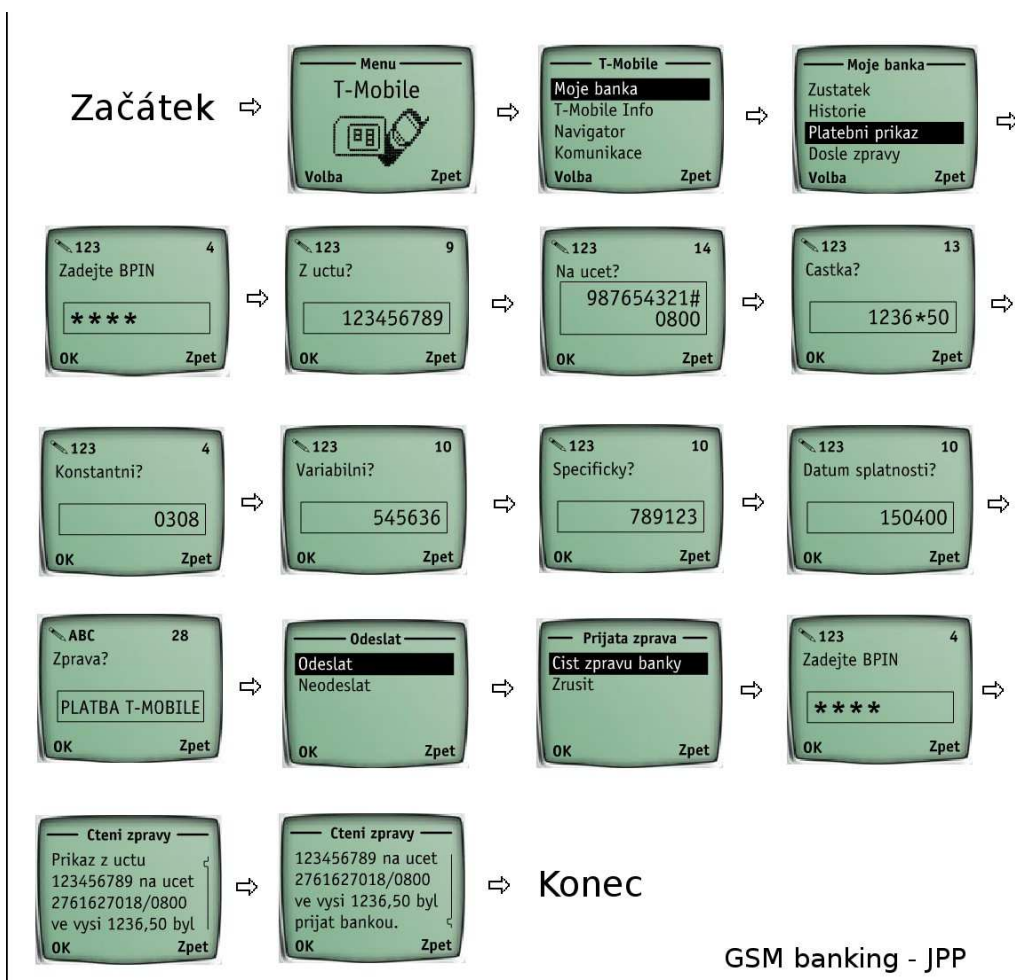 Začátek
Menu
T-Mobile
Volba Zpet
T-Mobile
Moje banka
T-Mobile Info
Navigator
Komunikace
Volba Zpet
Moje banka
Zustatek
Historie
Platebni prikaz
Dosle zpravy
Volba Zpet
123 4
Zadejte BPIN
****
OK Zpet
123 9
Z uctu?
123456789
OK Zpet
123 14
Na ucet?
987654321#
0800
OK Zpet
123 13
Castka?
1236*50
OK Zpet
123 4
Konstantni?
0308
OK Zpet
123 10
Variabilni?
545636
OK Zpet
123 10
Specificky?
789123
OK Zpet
123 10
Datum splatnosti?
150400
OK Zpet
ABC 28
Zprava?
PLATBA T-MOBILE
OK Zpet
Odeslat
Odeslat
Neodeslat
OK Zpet
Prijata zprava
Cist zpravu banky
Zrusit
OK Zpet
123 4
Zadejte BPIN
****
OK Zpet
Cteni zpravy
Prikaz z uctu
123456789 na ucet
2761627018/0800
ve vysi 1236,50 byl
OK Zpet
Cteni zpravy
123456789 na ucet
2761627018/0800
ve vysi 1236,50 byl
prijat bankou.
OK Zpet
Konec
GSM banking - JPP